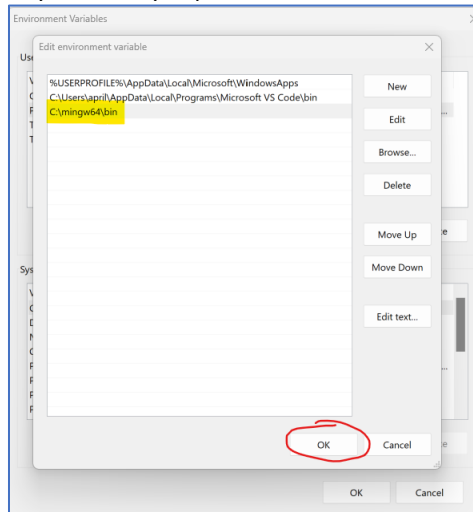 Environment Variables
Edit environment variable
%USERPROFILE%\AppData\Local\Microsoft\WindowsApps
C:\Users\april\AppData\Local\Programs\Microsoft VS Code\bin
C:\mingw64\bin
New
Edit
Browse...
Delete
Move Up
Move Down
Edit text...
OK
Cancel
OK
Cancel